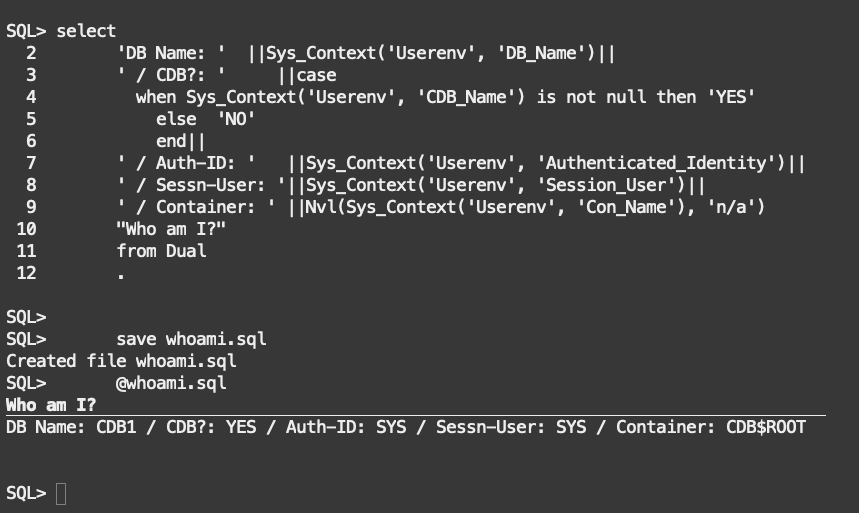 SQL> select
  2        'DB Name: '  ||Sys_Context('Userenv', 'DB_Name')||
  3        ' / CDB?: '     ||case
  4          when Sys_Context('Userenv', 'CDB_Name') is not null then 'YES'
  5            else  'NO'
  6            end||
  7        ' / Auth-ID: '   ||Sys_Context('Userenv', 'Authenticated_Identity')||
  8        ' / Sessn-User: '||Sys_Context('Userenv', 'Session_User')||
  9        ' / Container: ' ||Nvl(Sys_Context('Userenv', 'Con_Name'), 'n/a')
 10        "Who am I?"
 11        from Dual
 12        .
SQL>
SQL>       save whoami.sql
Created file whoami.sql
SQL>       @whoami.sql
Who am I?
DB Name: CDB1 / CDB?: YES / Auth-ID: SYS / Sessn-User: SYS / Container: CDB$ROOT
SQL>